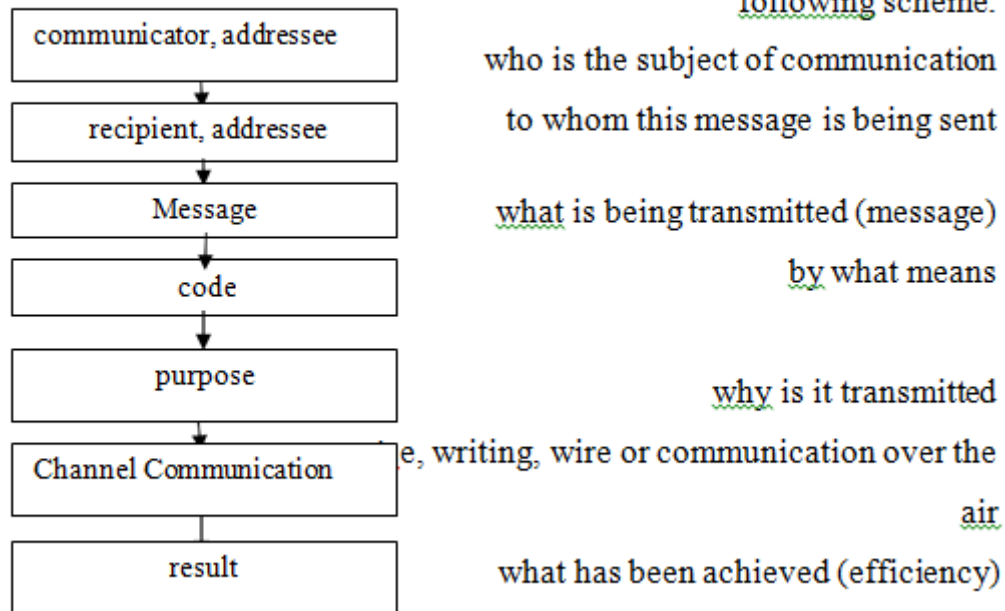 following scheme:
communicator, addressee
who is the subject of communication
recipient, addressee
to whom this message is being sent
Message
what is being transmitted (message)
code
by what means
purpose
why is it transmitted
Channel Communication
writing, wire or communication over the
air
result
what has been achieved (efficiency)